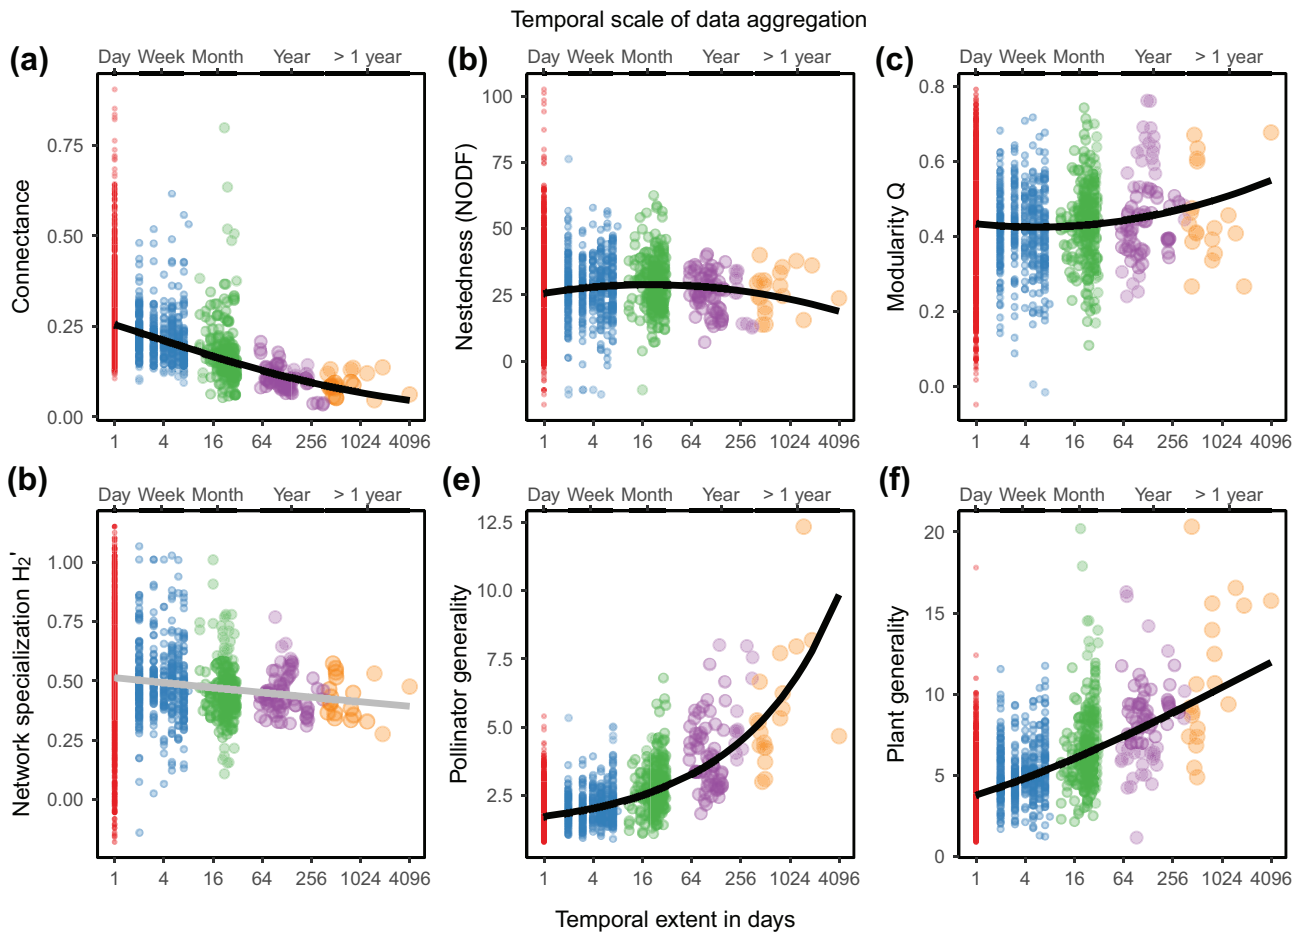 Temporal scale of data aggregation
(a)
Day Week Month Year > 1 year
Connectance
0.75
0.50
0.25
0.00
1 4 16 64 256 1024 4096
(b)
Day Week Month Year > 1 year
Nestedness (NODF)
100
75
50
25
0
1 4 16 64 256 1024 4096
(c)
Day Week Month Year > 1 year
Modularity Q
0.8
0.6
0.4
0.2
0.0
1 4 16 64 256 1024 4096
(b)
Day Week Month Year > 1 year
Network specialization H2'
1.00
0.75
0.50
0.25
0.00
1 4 16 64 256 1024 4096
(e)
Day Week Month Year > 1 year
Pollinator generality
12.5
10.0
7.5
5.0
2.5
1 4 16 64 256 1024 4096
(f)
Day Week Month Year > 1 year
Plant generality
20
15
10
5
0
1 4 16 64 256 1024 4096
Temporal extent in days